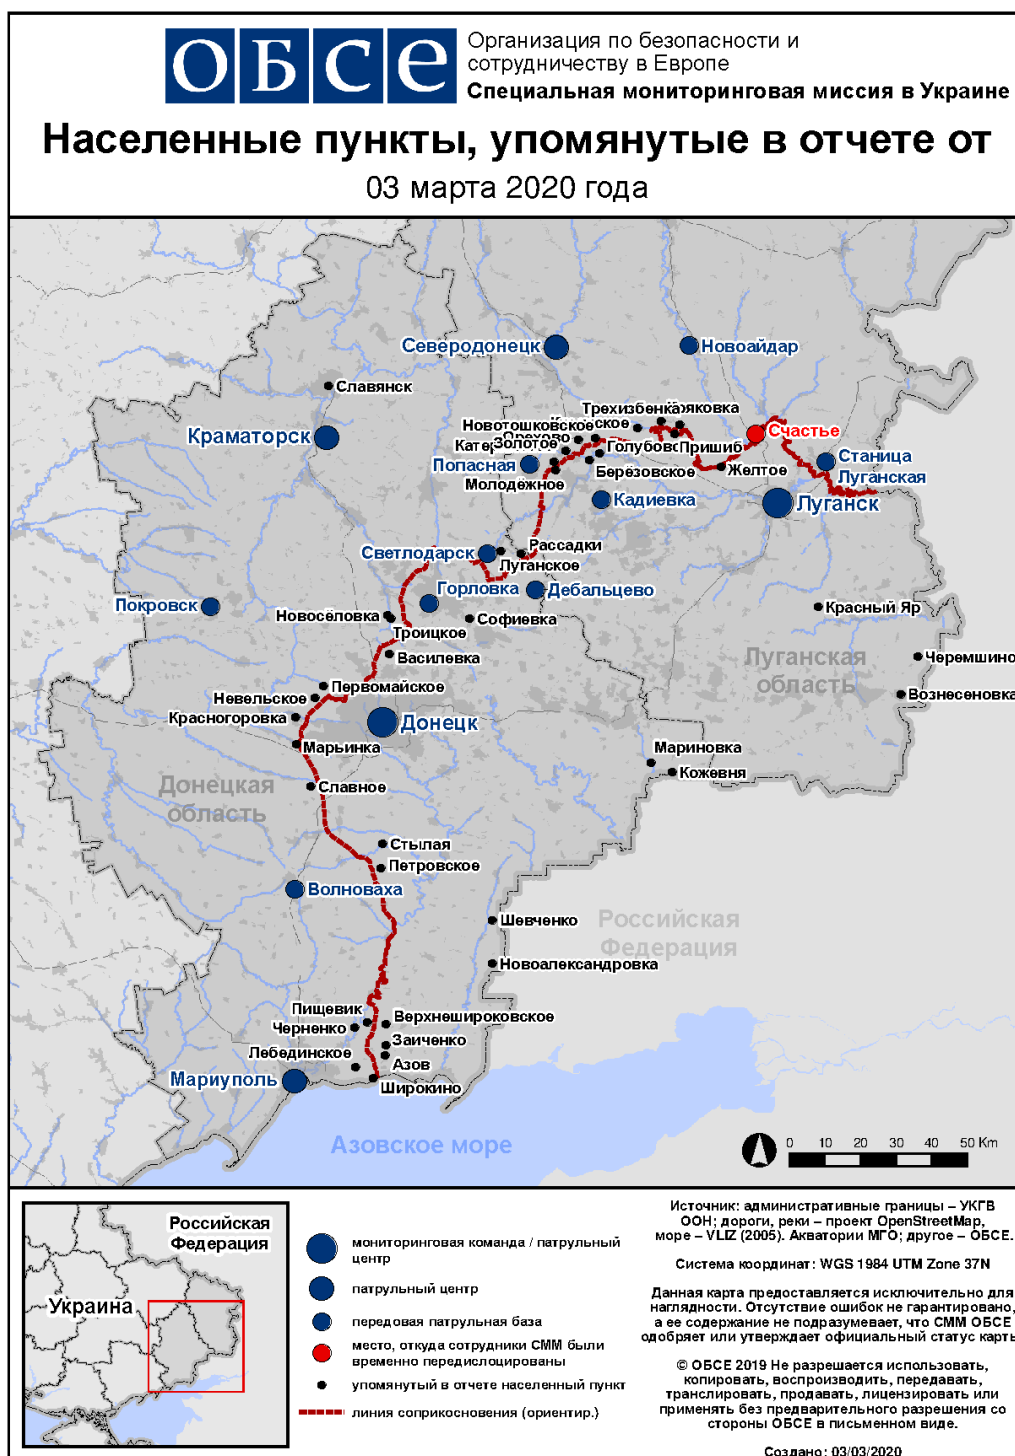 ОБСЕ
Организация по безопасности и
сотрудничеству в Европе
Специальная мониторинговая миссия в Украине
Населенные пункты, упомянутые в отчете от
03 марта 2020 года
Северодонецк
Новоайдар
Славянск
Трехизбенка
Новотошковское
Краматорск
Счастье
Золотое
Пришиб
Попасная
Станица
Луганская
Берёзовское
Желтое
Молодёжное
Кадиевка
Луганск
Светлодарск
Рассадки
Луганское
Горловка
Дебальцево
Покровск
Новосёловка
Софиевка
Красный Яр
Троицкое
Василевка
Луганская
область
Черемшино
Первомайское
Невельское
Вознесеновка
Красногоровка
Донецк
Марьинка
Мариновка
Кожевня
Донецкая
область
Славное
Стылая
Петровское
Волноваха
Шевченко
Российская
Федерация
Новоалександровка
Пищевик
Верхнешироковское
Черненко
Заиченко
Лебединское
Азов
Мариуполь
Широкино
Азовское море
0 10 20 30 40 50 Km
Российская
Федерация
Украина
мониторинговая команда / патрульный
центр
патрульный центр
передовая патрульная база
место, откуда сотрудники СММ были
временно передислоцированы
упомянутый в отчете населенный пункт
линия соприкосновения (ориентир.)
Источник: административные границы – УКГВ
ООН; дороги, реки – проект OpenStreetMap,
море – VLIZ (2005). Акватории МГО; другое – ОБСЕ.
Система координат: WGS 1984 UTM Zone 37N
Данная карта предоставляется исключительно для
наглядности. Отсутствие ошибок не гарантировано,
а ее содержание не подразумевает, что СММ ОБСЕ
одобряет или утверждает официальный статус карты
© ОБСЕ 2019 Не разрешается использовать,
копировать, воспроизводить, передавать,
транслировать, продавать, лицензировать или
применять без предварительного разрешения со
стороны ОБСЕ в письменном виде.
Создано: 03/03/2020